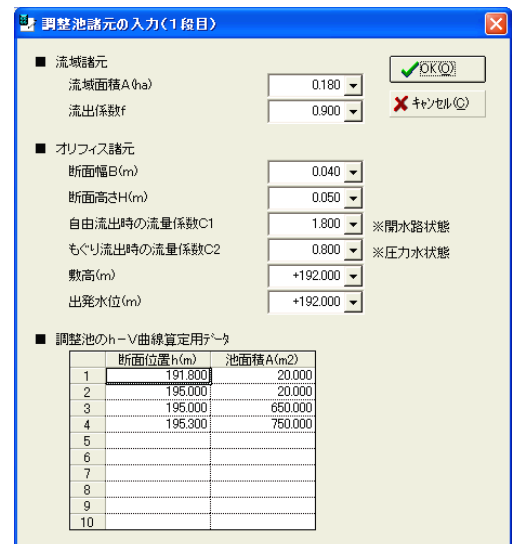 調整池諸元の入力(1段目)
■ 流域諸元
流域面積A(ha) 0.180
流出係数f 0.900
OK(O)
キャンセル(C)
■ オリフィス諸元
断面幅B(m) 0.040
断面高さH(m) 0.050
自由流出時の流量係数C1 1.800 ※開水路状態
もぐり流出時の流量係数C2 0.800 ※圧力水状態
敷高(m) +192.000
出発水位(m) +192.000
■ 調整池のh-V曲線算定用データ
断面位置h(m) 池面積A(m2)
1 191.800 20.000
2 195.000 20.000
3 195.000 650.000
4 195.300 750.000
5
6
7
8
9
10